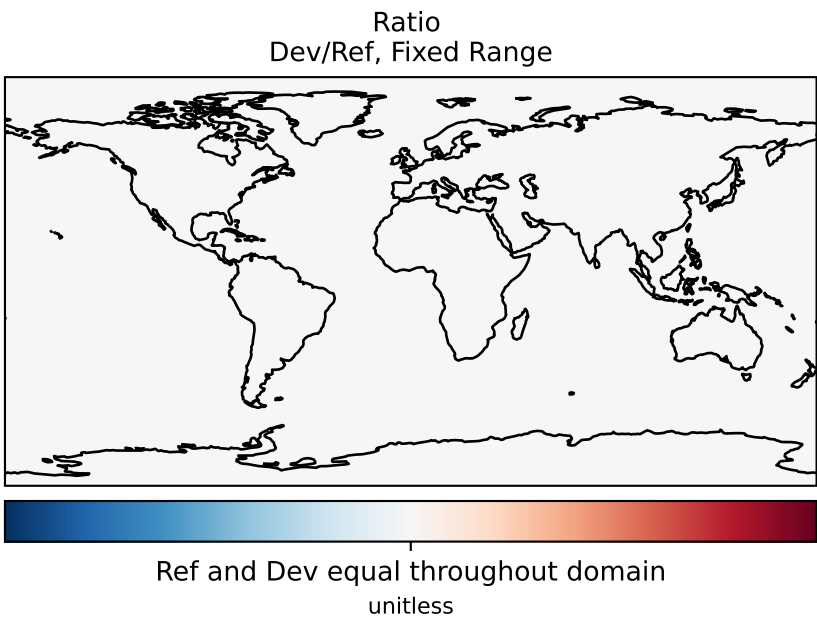 Ratio
Dev/Ref, Fixed Range
Ref and Dev equal throughout domain
unitless